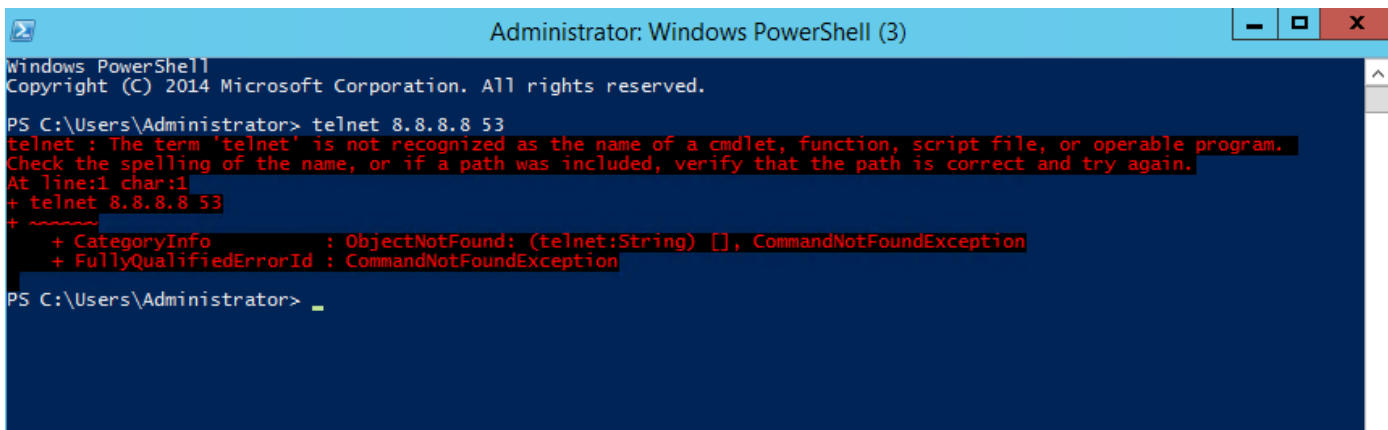 Administrator: Windows PowerShell (3)
Windows PowerShell
Copyright (C) 2014 Microsoft Corporation. All rights reserved.
PS C:\Users\Administrator> telnet 8.8.8.8 53
telnet : The term 'telnet' is not recognized as the name of a cmdlet, function, script file, or operable program.
Check the spelling of the name, or if a path was included, verify that the path is correct and try again.
At line:1 char:1
+ telnet 8.8.8.8 53
+ ~~~~~~
    + CategoryInfo          : ObjectNotFound: (telnet:String) [], CommandNotFoundException
    + FullyQualifiedErrorId : CommandNotFoundException
PS C:\Users\Administrator> _